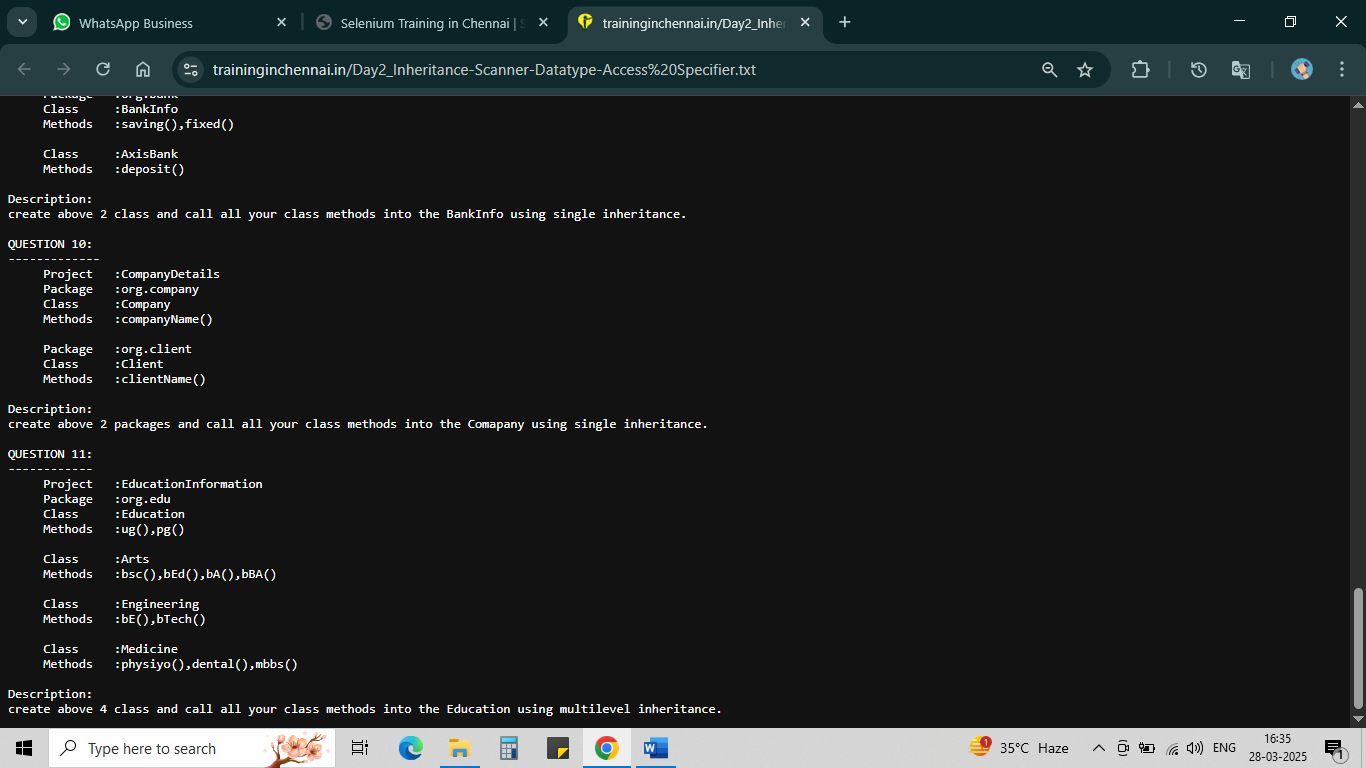 WhatsApp Business
Selenium Training in Chennai |
traininginchennai.in/Day2_Inher
traininginchennai.in/Day2_Inheritance-Scanner-Datatype-Access%20Specifier.txt
Package :org.bank
Class :BankInfo
Methods :saving(),fixed()
Class :AxisBank
Methods :deposit()
Description:
create above 2 class and call all your class methods into the BankInfo using single inheritance.
QUESTION 10:
-------------
Project :CompanyDetails
Package :org.company
Class :Company
Methods :companyName()
Package :org.client
Class :Client
Methods :clientName()
Description:
create above 2 packages and call all your class methods into the Comapany using single inheritance.
QUESTION 11:
------------
Project :EducationInformation
Package :org.edu
Class :Education
Methods :ug(),pg()
Class :Arts
Methods :bsc(),bEd(),bA(),bBA()
Class :Engineering
Methods :bE(),bTech()
Class :Medicine
Methods :physiyo(),dental(),mbbs()
Description:
create above 4 class and call all your class methods into the Education using multilevel inheritance.
Type here to search
1
35°C Haze
ENG
16:35
28-03-2025
1